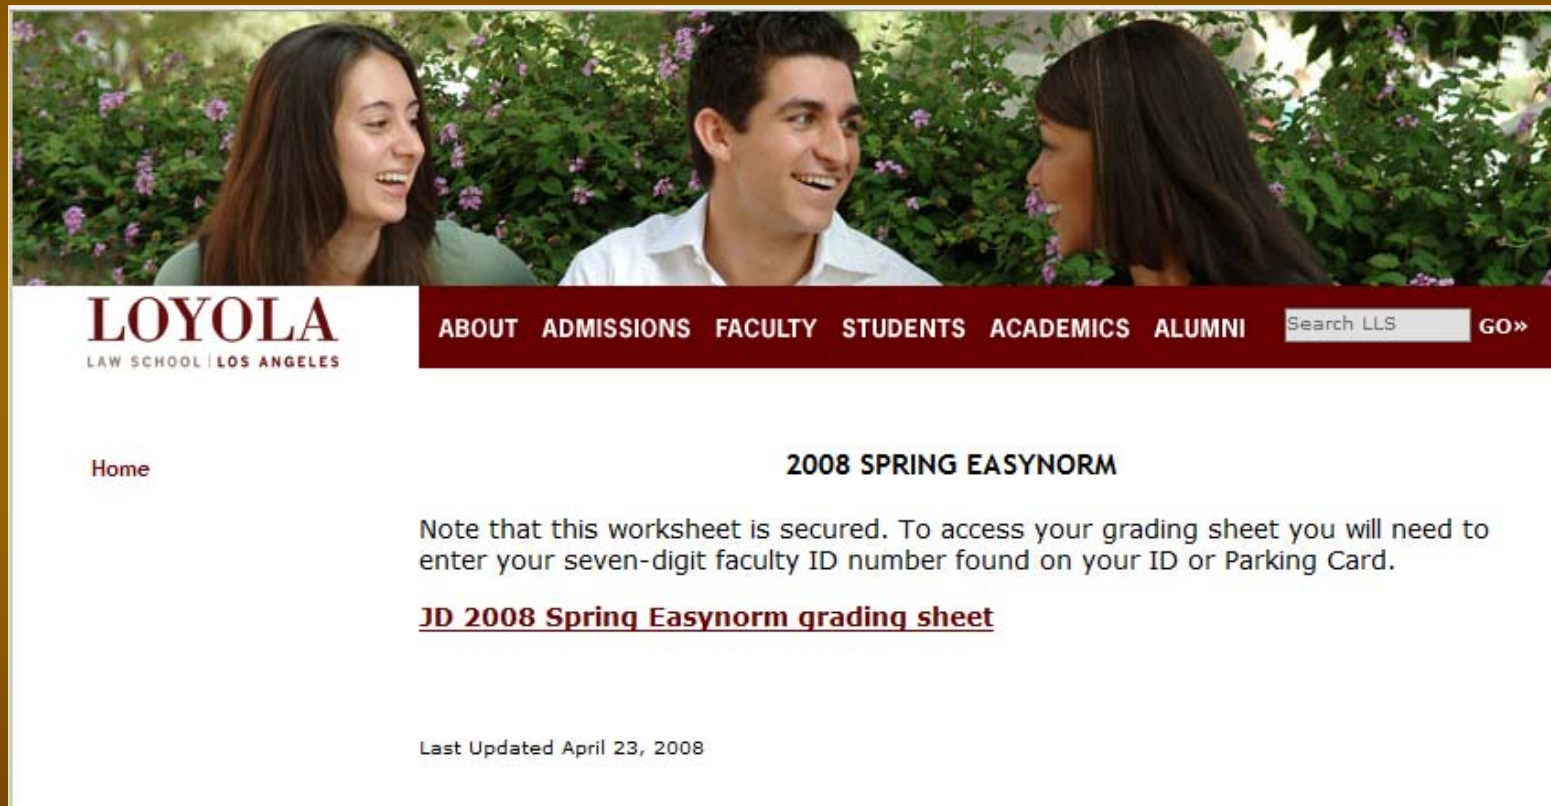 LOYOLA
LAW SCHOOL | LOS ANGELES
ABOUT ADMISSIONS FACULTY STUDENTS ACADEMICS ALUMNI Search LLS GO»
Home
2008 SPRING EASYNORM
Note that this worksheet is secured. To access your grading sheet you will need to
enter your seven-digit faculty ID number found on your ID or Parking Card.
JD 2008 Spring Easynorm grading sheet
Last Updated April 23, 2008